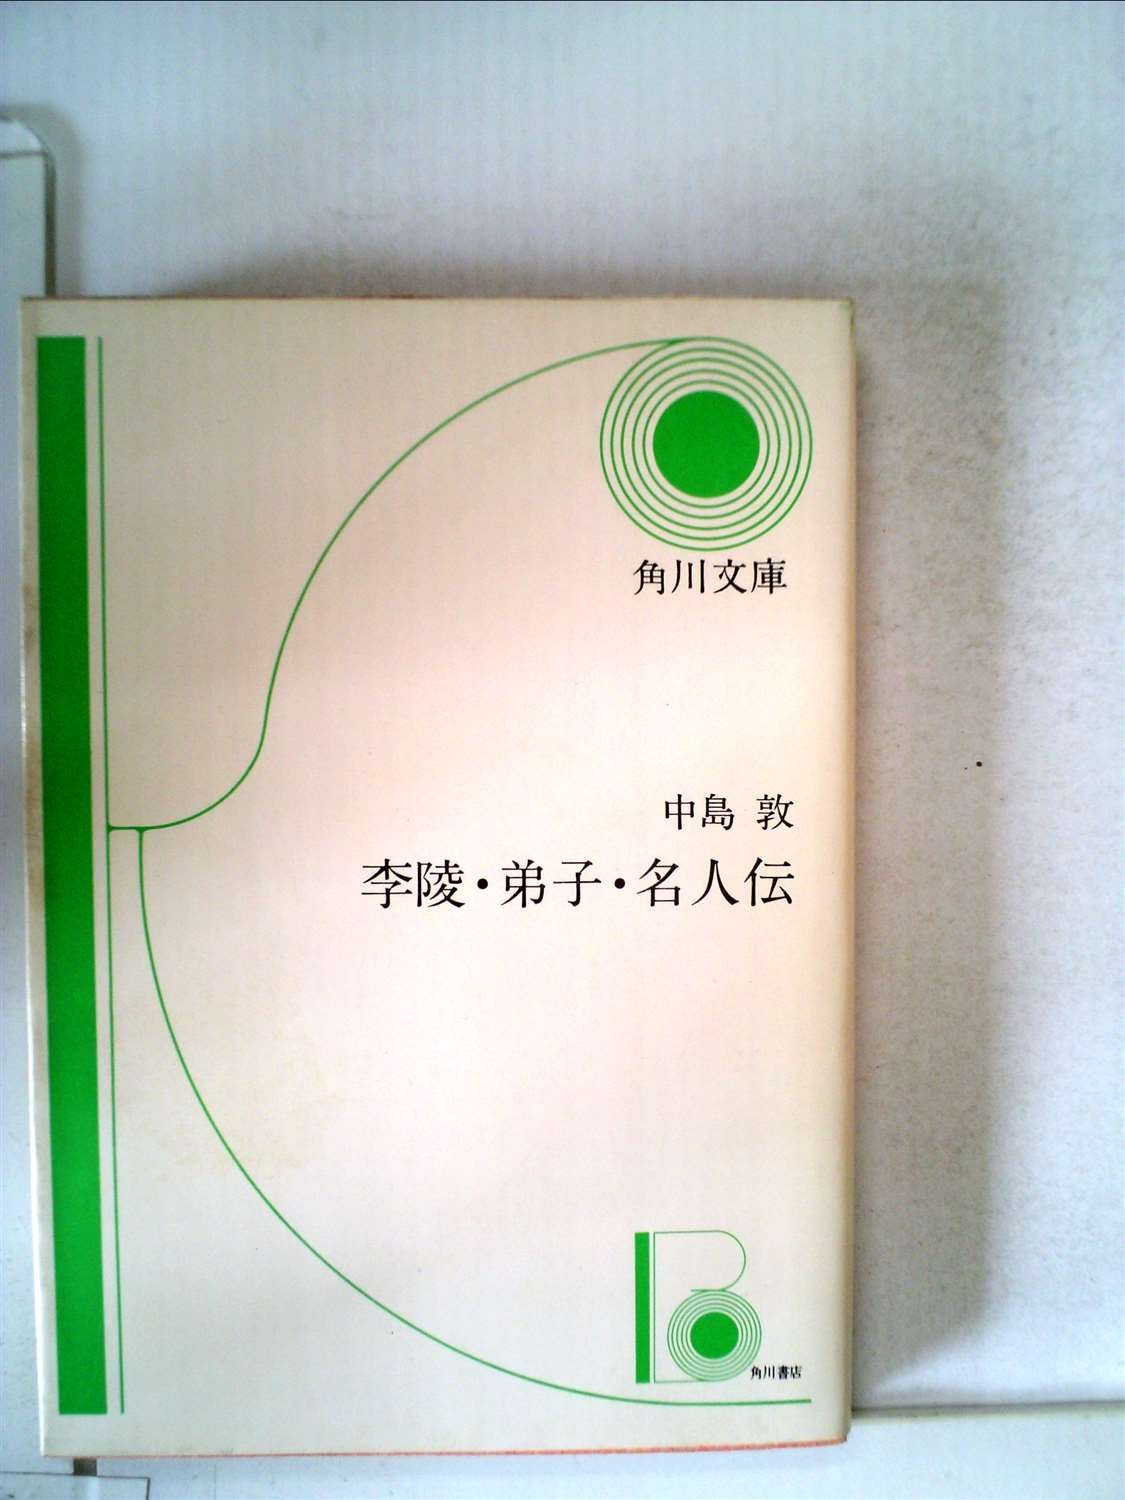 角川文庫
中島 敦
李陵・弟子・名人伝
角川書店